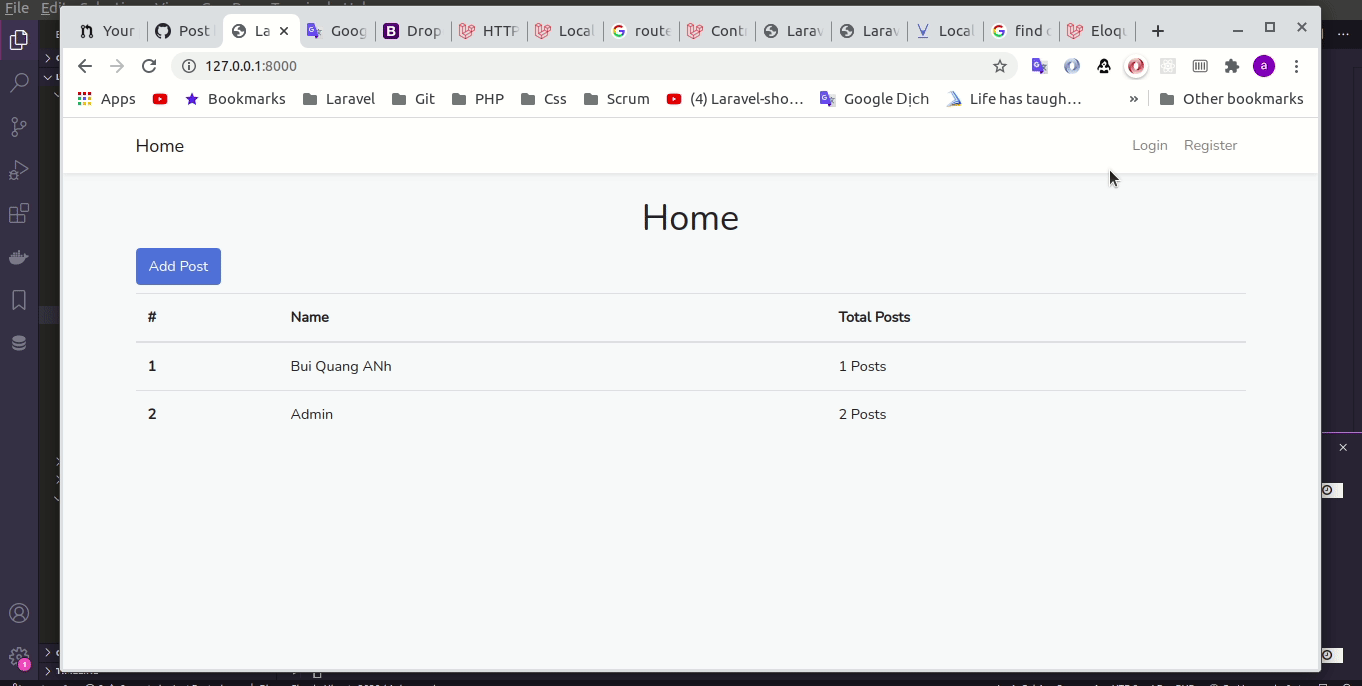 File
Your
Post
La
Goog
Drop
HTTP
Local
route
Cont
Larav
Larav
Local
find
Eloqu
127.0.0.1:8000
a
Apps
Bookmarks
Laravel
Git
PHP
Css
Scrum
(4) Laravel-sho...
Google Dịch
Life has taugh...
»
Other bookmarks
Home
Login Register
Home
Add Post
# Name Total Posts
1 Bui Quang ANh 1 Posts
2 Admin 2 Posts
1